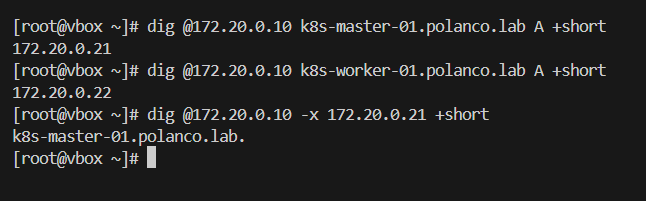 [root@vbox ~]# dig @172.20.0.10 k8s-master-01.polanco.lab A +short
172.20.0.21
[root@vbox ~]# dig @172.20.0.10 k8s-worker-01.polanco.lab A +short
172.20.0.22
[root@vbox ~]# dig @172.20.0.10 -x 172.20.0.21 +short
k8s-master-01.polanco.lab.
[root@vbox ~]#